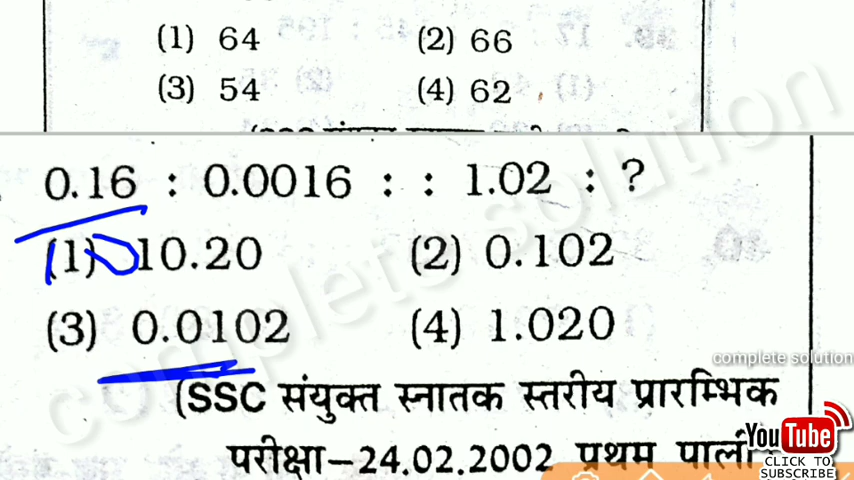 (1) 64 (2) 66
(3) 54 (4) 62
0.16 : 0.0016 : : 1.02 : ?
(1) 10.20 (2) 0.102
(3) 0.0102 (4) 1.020
complete solution
complete solution
(SSC संयुक्त स्नातक स्तरीय प्रारम्भिक
परीक्षा-24.02.2002 प्रथम पाली
YouTube
CLICK TO
SUBSCRIBE